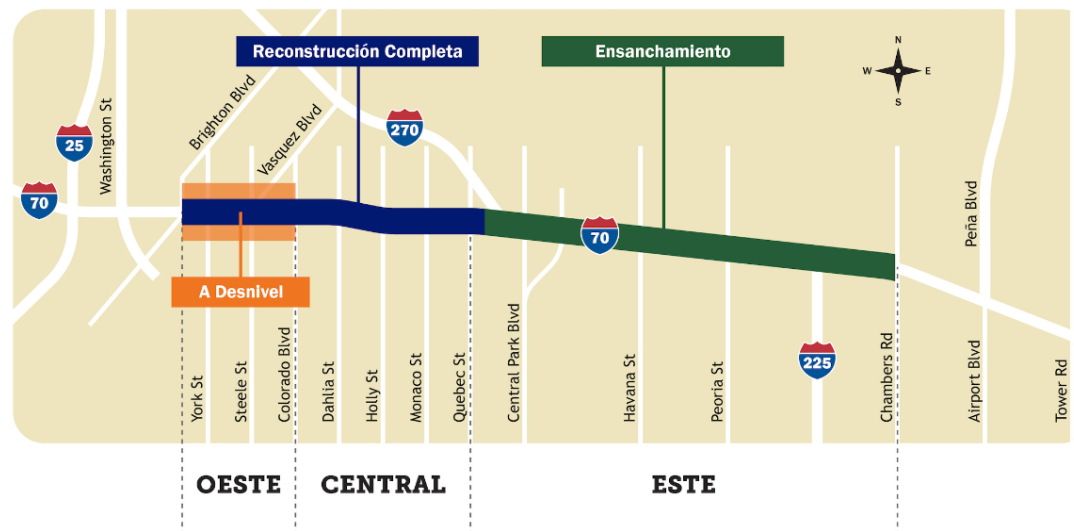 Reconstrucción Completa
Ensanchamiento
N
W E
S
Brighton Blvd
Vasquez Blvd
Washington St
270
25
70
70
Peña Blvd
A Desnivel
225
York St
Steele St
Colorado Blvd
Dahlia St
Holly St
Monaco St
Quebec St
Central Park Blvd
Havana St
Peoria St
Chambers Rd
Airport Blvd
Tower Rd
OESTE
CENTRAL
ESTE